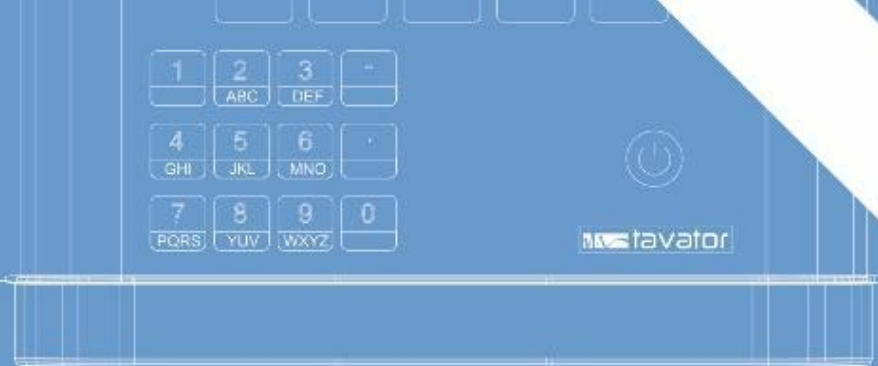 1 2 3 -
ABC DEF
4 5 6 .
GHI JKL MNO
7 8 9 0
PQRS YUV WXYZ
tavator